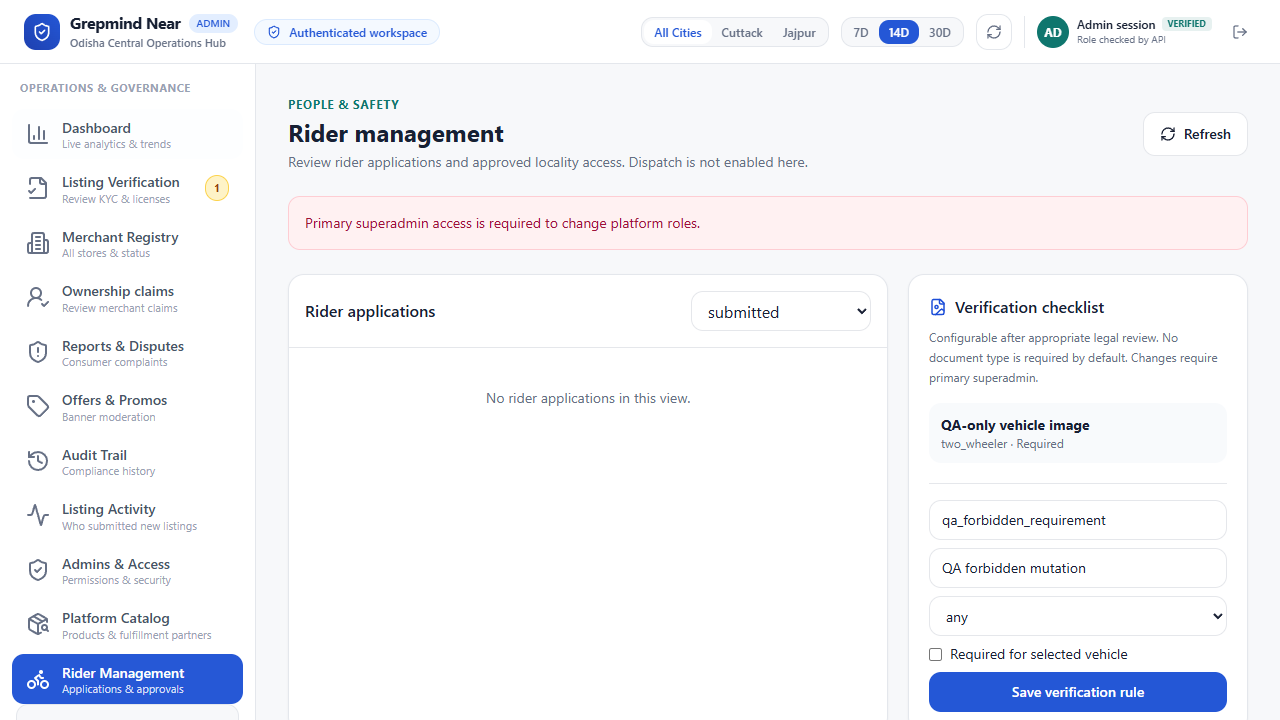 Grepmind Near ADMIN
Odisha Central Operations Hub
Authenticated workspace
All Cities Cuttack Jajpur
7D 14D 30D
AD
Admin session VERIFIED
Role checked by API
OPERATIONS & GOVERNANCE
Dashboard
Live analytics & trends
Listing Verification
Review KYC & licenses
1
Merchant Registry
All stores & status
Ownership claims
Review merchant claims
Reports & Disputes
Consumer complaints
Offers & Promos
Banner moderation
Audit Trail
Compliance history
Listing Activity
Who submitted new listings
Admins & Access
Permissions & security
Platform Catalog
Products & fulfillment partners
Rider Management
Applications & approvals
PEOPLE & SAFETY
Rider management
Review rider applications and approved locality access. Dispatch is not enabled here.
Refresh
Primary superadmin access is required to change platform roles.
Rider applications
submitted
No rider applications in this view.
Verification checklist
Configurable after appropriate legal review. No
document type is required by default. Changes require
primary superadmin.
QA-only vehicle image
two_wheeler · Required
qa_forbidden_requirement
QA forbidden mutation
any
Required for selected vehicle
Save verification rule